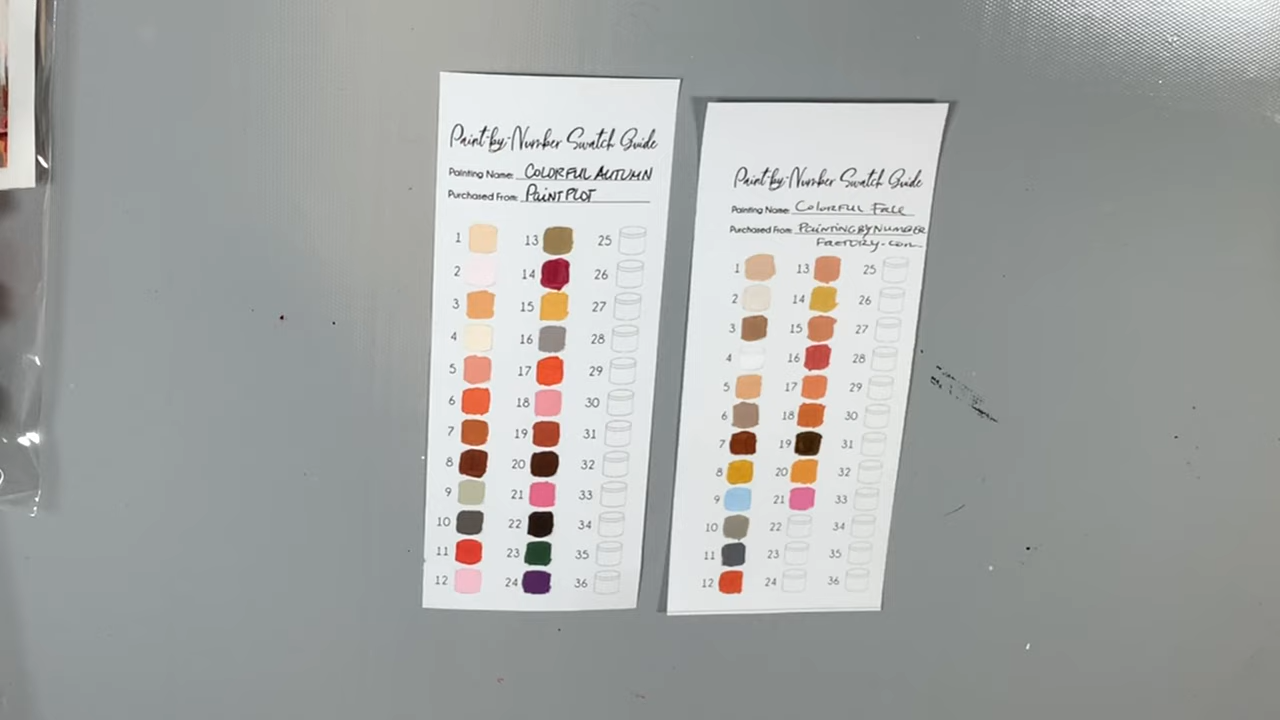 Paint-by-Number Swatch Guide
Painting Name: COLORFUL AUTUMN
Purchased From: PAINT PLOT
1 13 25
2 14 26
3 15 27
4 16 28
5 17 29
6 18 30
7 19 31
8 20 32
9 21 33
10 22 34
11 23 35
12 24 36
Paint-by-Number Swatch Guide
Painting Name: COLORFUL FALL
Purchased From: PAINTINGBYNUMBER
FACTORY.COM
1 13 25
2 14 26
3 15 27
4 16 28
5 17 29
6 18 30
7 19 31
8 20 32
9 21 33
10 22 34
11 23 35
12 24 36